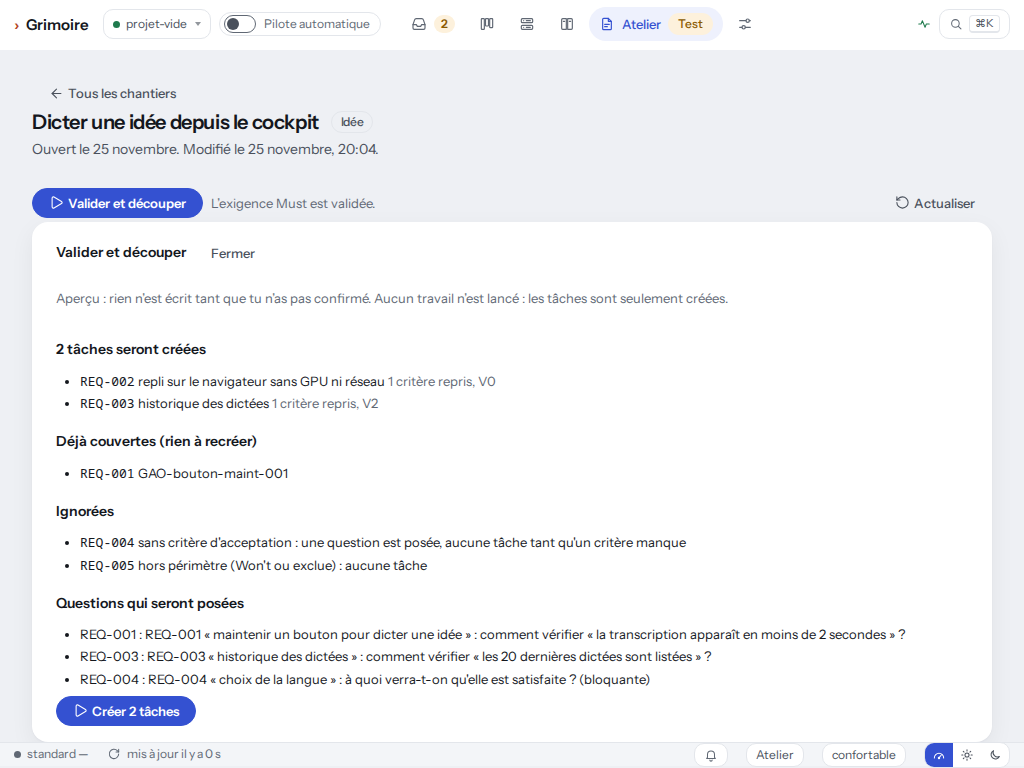 › Grimoire projet-vide Pilote automatique 2 Atelier Test ⌘K
Tous les chantiers
Dicter une idée depuis le cockpit Idée
Ouvert le 25 novembre. Modifié le 25 novembre, 20:04.
Valider et découper L'exigence Must est validée. Actualiser
Valider et découper Fermer
Aperçu : rien n'est écrit tant que tu n'as pas confirmé. Aucun travail n'est lancé : les tâches sont seulement créées.
2 tâches seront créées
• REQ-002 repli sur le navigateur sans GPU ni réseau 1 critère repris, V0
• REQ-003 historique des dictées 1 critère repris, V2
Déjà couvertes (rien à recréer)
• REQ-001 GAO-bouton-maint-001
Ignorées
• REQ-004 sans critère d'acceptation : une question est posée, aucune tâche tant qu'un critère manque
• REQ-005 hors périmètre (Won't ou exclue) : aucune tâche
Questions qui seront posées
• REQ-001 : REQ-001 « maintenir un bouton pour dicter une idée » : comment vérifier « la transcription apparaît en moins de 2 secondes » ?
• REQ-003 : REQ-003 « historique des dictées » : comment vérifier « les 20 dernières dictées sont listées » ?
• REQ-004 : REQ-004 « choix de la langue » : à quoi verra-t-on qu'elle est satisfaite ? (bloquante)
Créer 2 tâches
standard — mis à jour il y a 0 s Atelier confortable